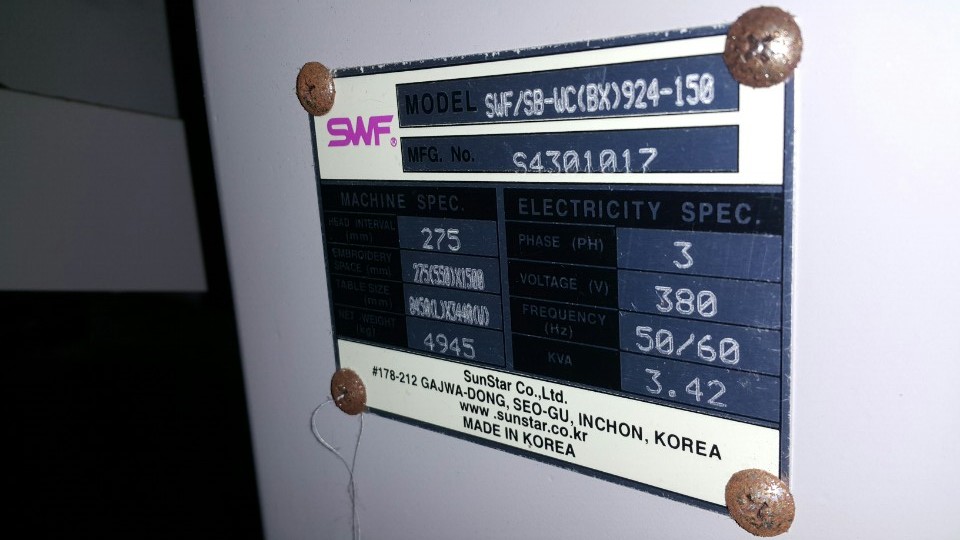 SWF®
MODEL SWF/SB-WC(BX)924-150
MFG. No. S4301017
MACHINE SPEC.
HEAD INTERVAL (mm) 275
EMBROIDERY SPACE (mm) 275(550)X1500
TABLE SIZE (mm) 8450(L)X3440(W)
NET WEIGHT (kg) 4945
ELECTRICITY SPEC.
PHASE (PH) 3
VOLTAGE (V) 380
FREQUENCY (Hz) 50/60
KVA 3.42
SunStar Co.,Ltd.
#178-212 GAJWA-DONG, SEO-GU, INCHON, KOREA
www.sunstar.co.kr
MADE IN KOREA